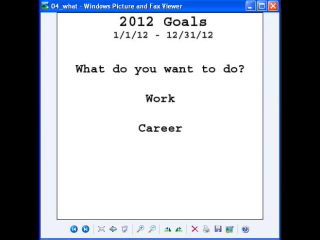 04_what - Windows Picture and Fax Viewer
2012 Goals
1/1/12 - 12/31/12
What do you want to do?
Work
Career